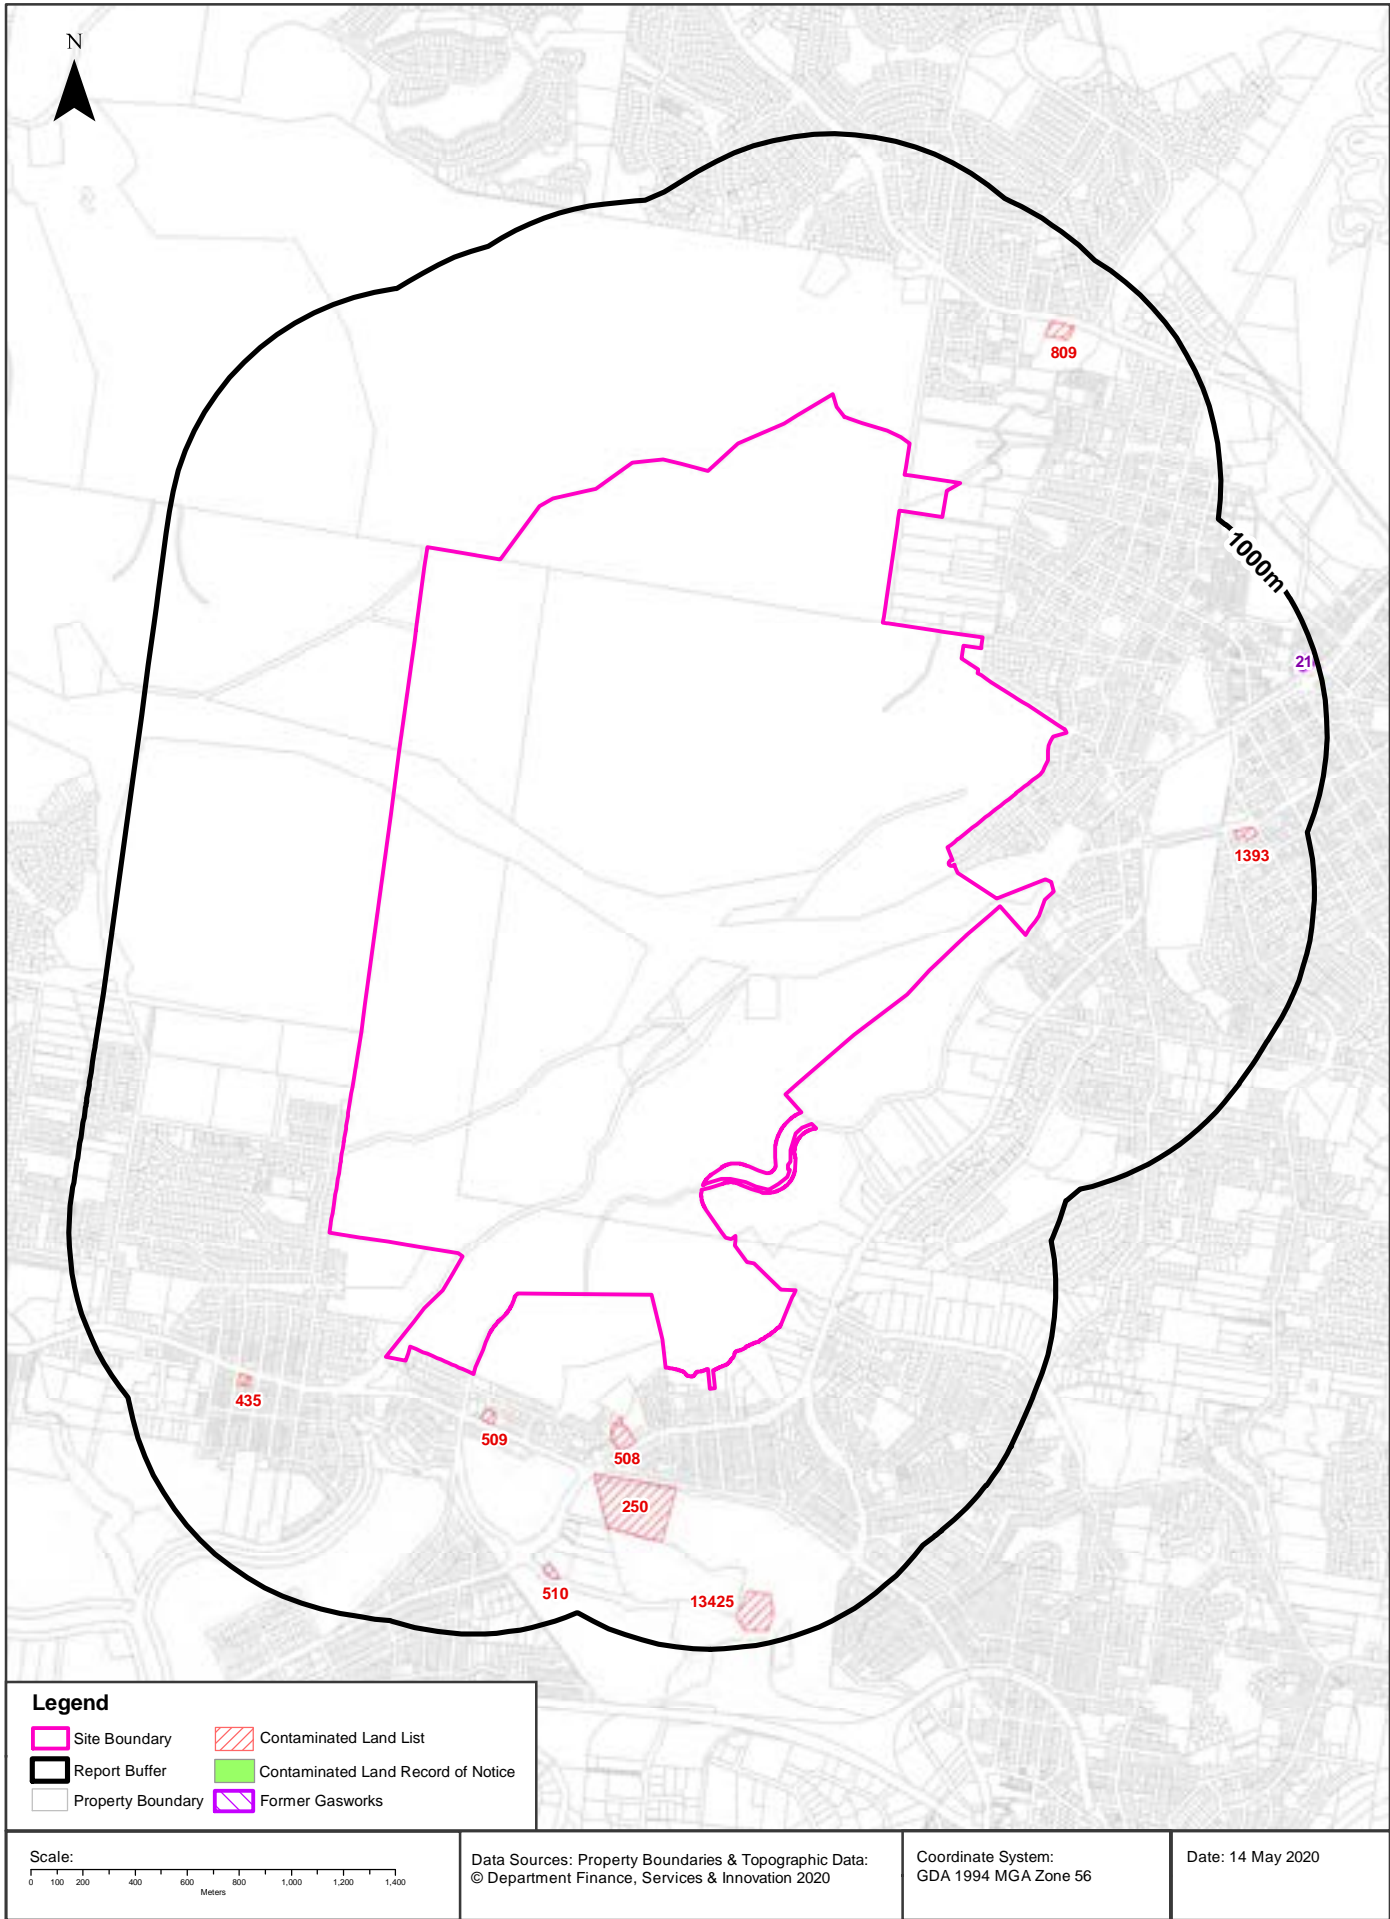 N
809
1000m
21
1393
435
509
508
250
510
13425
Legend
Site Boundary
Contaminated Land List
Report Buffer
Contaminated Land Record of Notice
Property Boundary
Former Gasworks
Scale:
0 100 200 400 600 800 1,000 1,200 1,400
Meters
Data Sources: Property Boundaries & Topographic Data:
© Department Finance, Services & Innovation 2020
Coordinate System:
GDA 1994 MGA Zone 56
Date: 14 May 2020